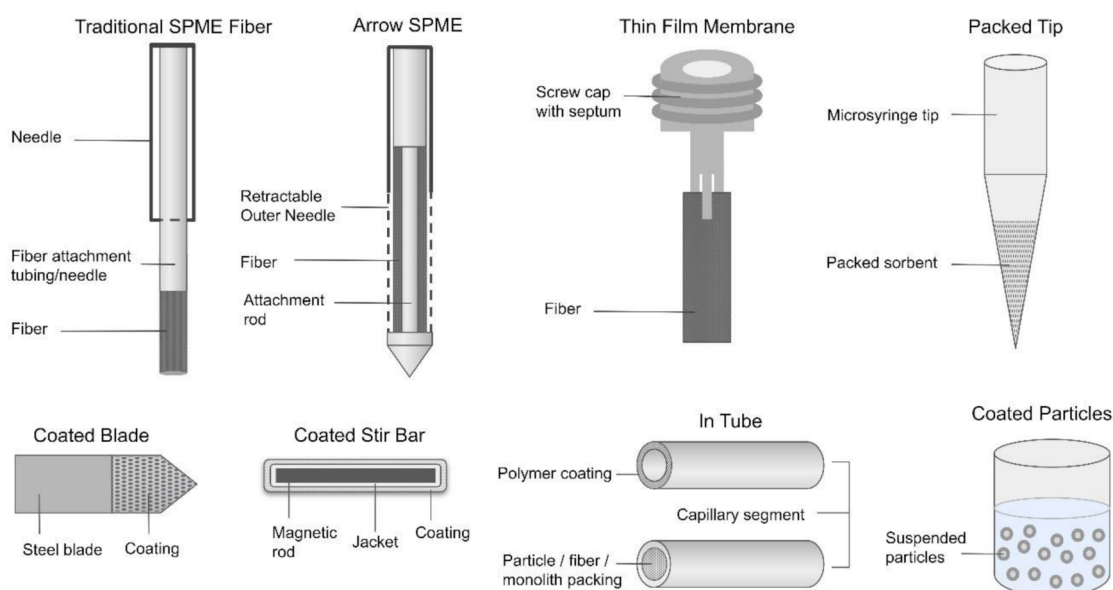 Traditional SPME Fiber
Needle
Fiber attachment
tubing/needle
Fiber
Arrow SPME
Retractable
Outer Needle
Fiber
Attachment
rod
Thin Film Membrane
Screw cap
with septum
Fiber
Packed Tip
Microsyringe tip
Packed sorbent
Coated Blade
Steel blade
Coating
Coated Stir Bar
Magnetic
rod
Jacket
Coating
In Tube
Polymer coating
Capillary segment
Particle / fiber /
monolith packing
Coated Particles
Suspended
particles